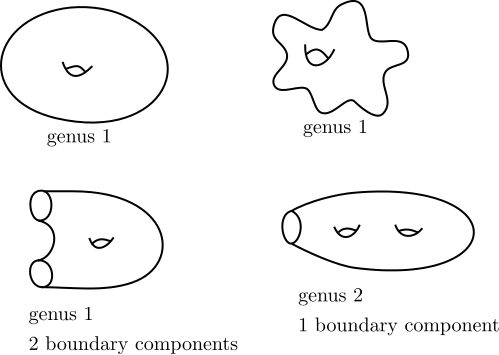 genus 1
genus 1
genus 1
2 boundary components
genus 2
1 boundary component